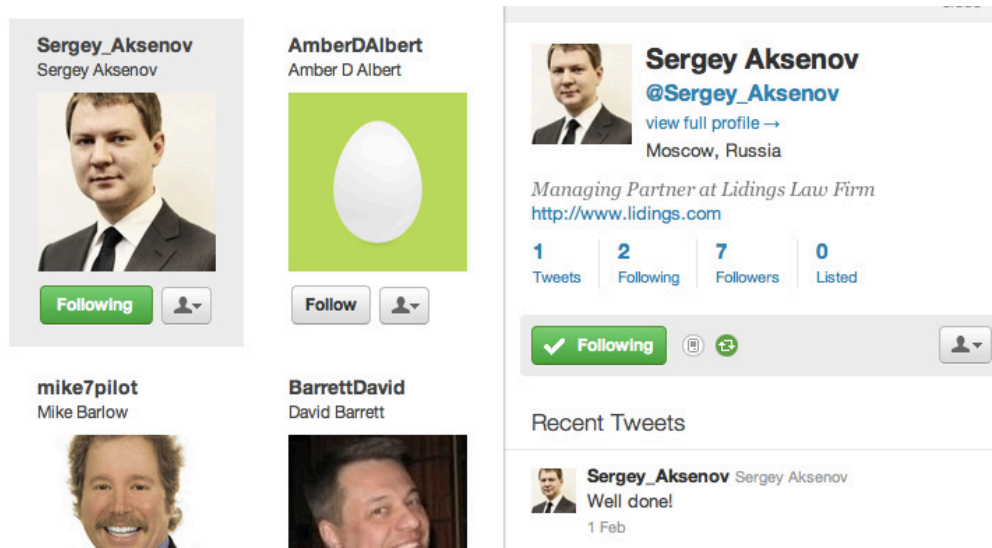 Sergey_Aksenov
Sergey Aksenov
Following
AmberDAlbert
Amber D Albert
Follow
mike7pilot
Mike Barlow
BarrettDavid
David Barrett
Sergey Aksenov
@Sergey_Aksenov
view full profile →
Moscow, Russia
Managing Partner at Lidings Law Firm
http://www.lidings.com
1 2 7 0
Tweets Following Followers Listed
Following
Recent Tweets
Sergey_Aksenov Sergey Aksenov
Well done!
1 Feb